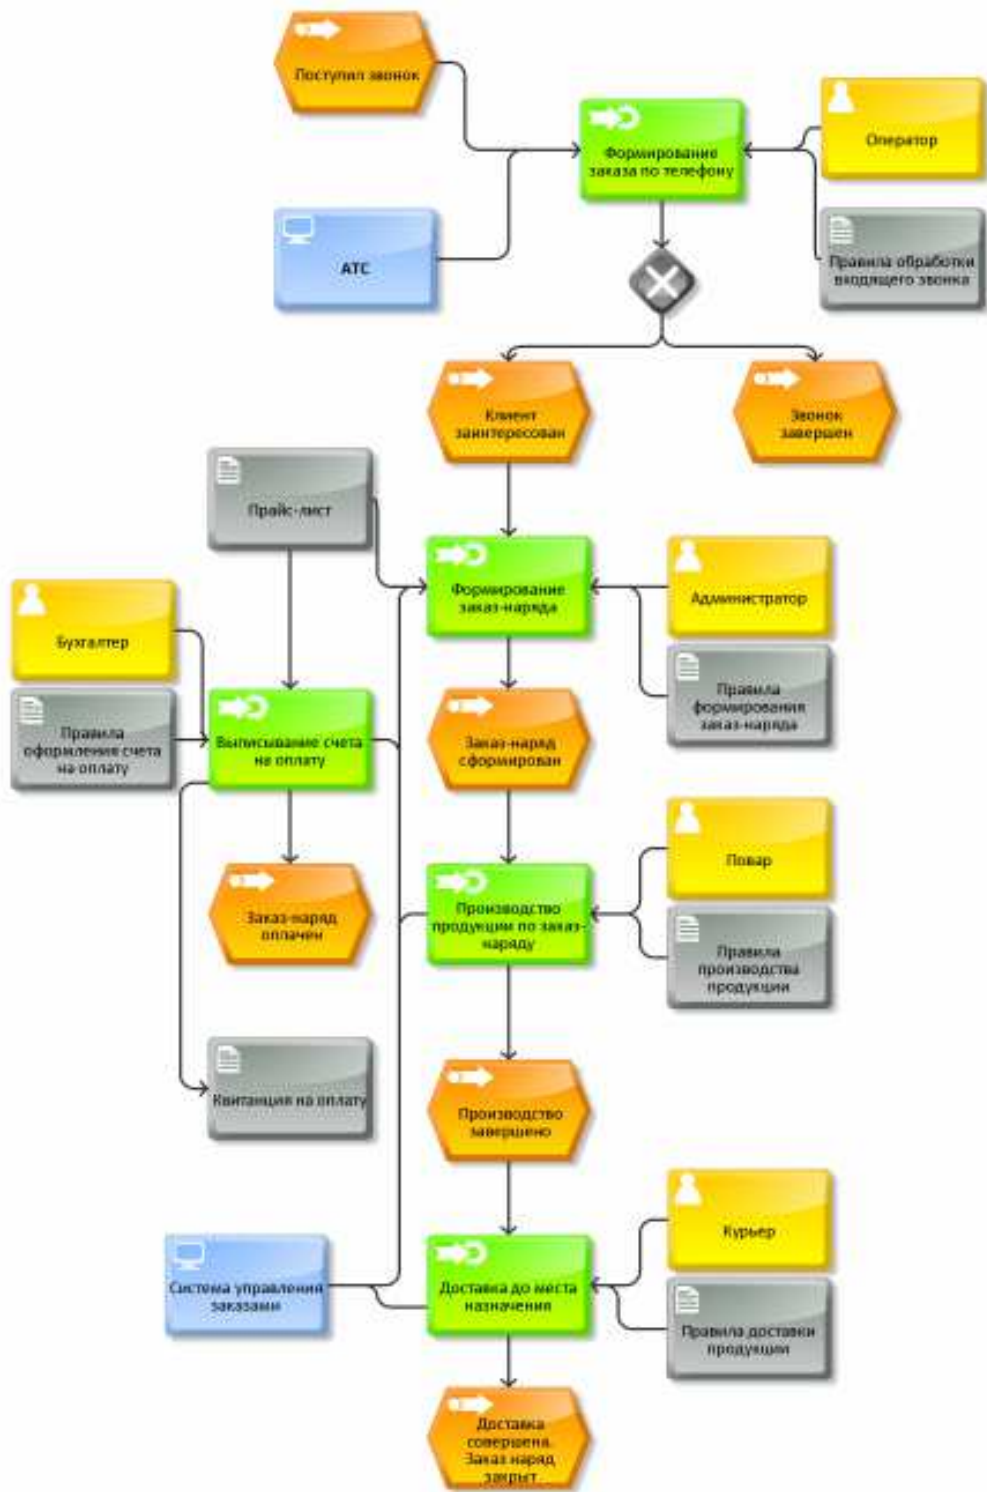 Поступил звонок
Формирование
заказа по телефону
Оператор
АТС
Правила обработки
входящего звонка
Клиент
заинтересован
Звонок
завершен
Прайс-лист
Формирование
заказ-наряда
Администратор
Бухгалтер
Правила
формирования
заказ-наряда
Правила
оформления счета
на оплату
Выписывание счета
на оплату
Заказ-наряд
сформирован
Повар
Заказ-наряд
оплачен
Производство
продукции по заказ-
наряду
Правила
производства
продукции
Квитанция на оплату
Производство
завершено
Курьер
Система управления
заказами
Доставка до места
назначения
Правила доставки
продукции
Доставка
совершена.
Заказ наряд
закрыт